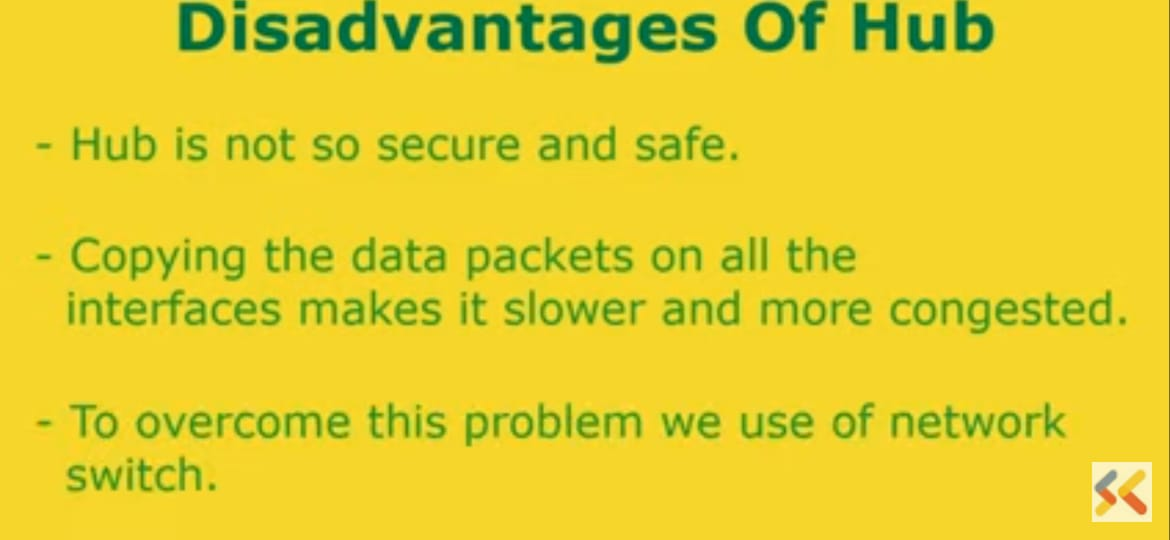 Disadvantages Of Hub
- Hub is not so secure and safe.
- Copying the data packets on all the
interfaces makes it slower and more congested.
- To overcome this problem we use of network
switch.